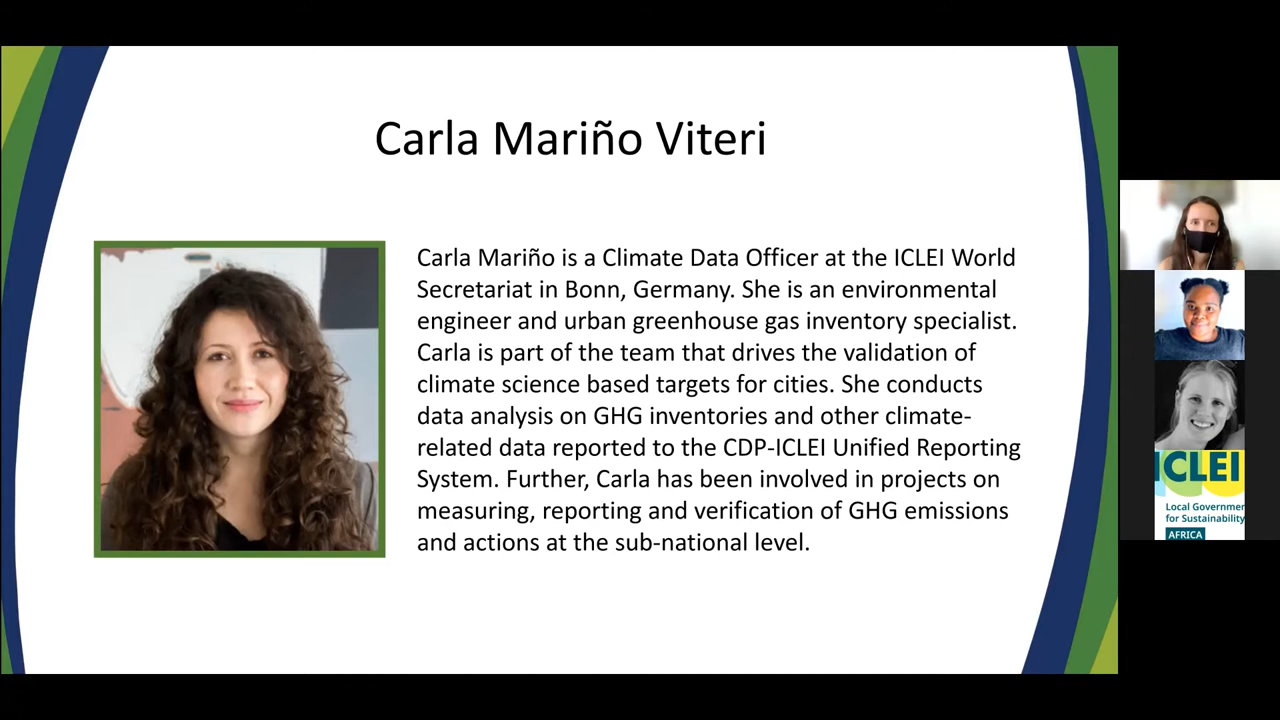 Carla Mariño Viteri
Carla Mariño is a Climate Data Officer at the ICLEI World
Secretariat in Bonn, Germany. She is an environmental
engineer and urban greenhouse gas inventory specialist.
Carla is part of the team that drives the validation of
climate science based targets for cities. She conducts
data analysis on GHG inventories and other climate-
related data reported to the CDP-ICLEI Unified Reporting
System. Further, Carla has been involved in projects on
measuring, reporting and verification of GHG emissions
and actions at the sub-national level.
ICLEI
Local Governmen
for Sustainability
AFRICA